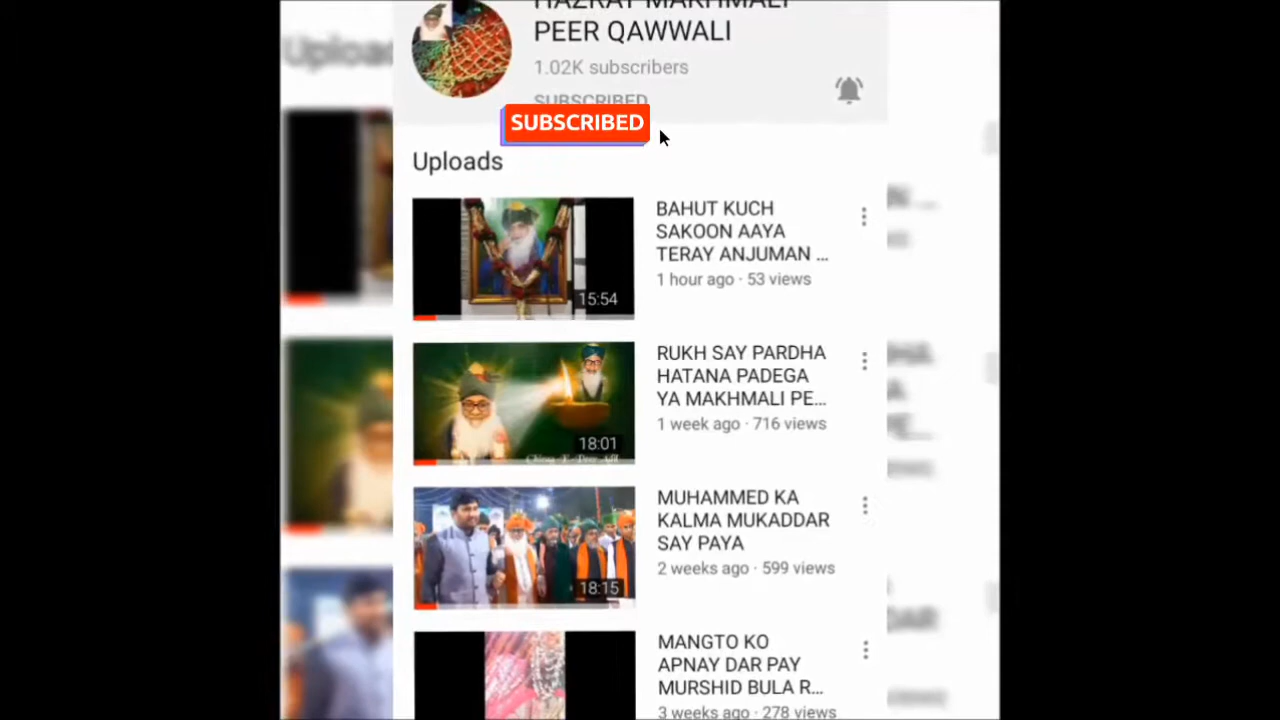 HAZRAT MAKHMALI
PEER QAWWALI
1.02K subscribers
SUBSCRIBED
SUBSCRIBED
Uploads
BAHUT KUCH
SAKOON AAYA
TERAY ANJUMAN ...
1 hour ago · 53 views
15:54
RUKH SAY PARDHA
HATANA PADEGA
YA MAKHMALI PE...
1 week ago · 716 views
18:01
MUHAMMED KA
KALMA MUKADDAR
SAY PAYA
2 weeks ago · 599 views
18:15
MANGTO KO
APNAY DAR PAY
MURSHID BULA R...
3 weeks ago · 278 views